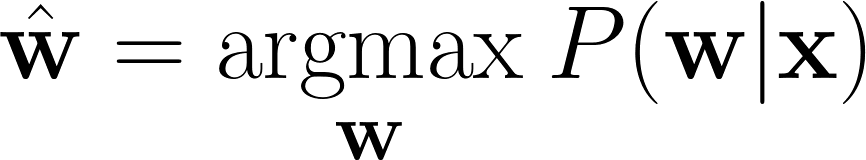 ŵ = argmax P(w|x)
w